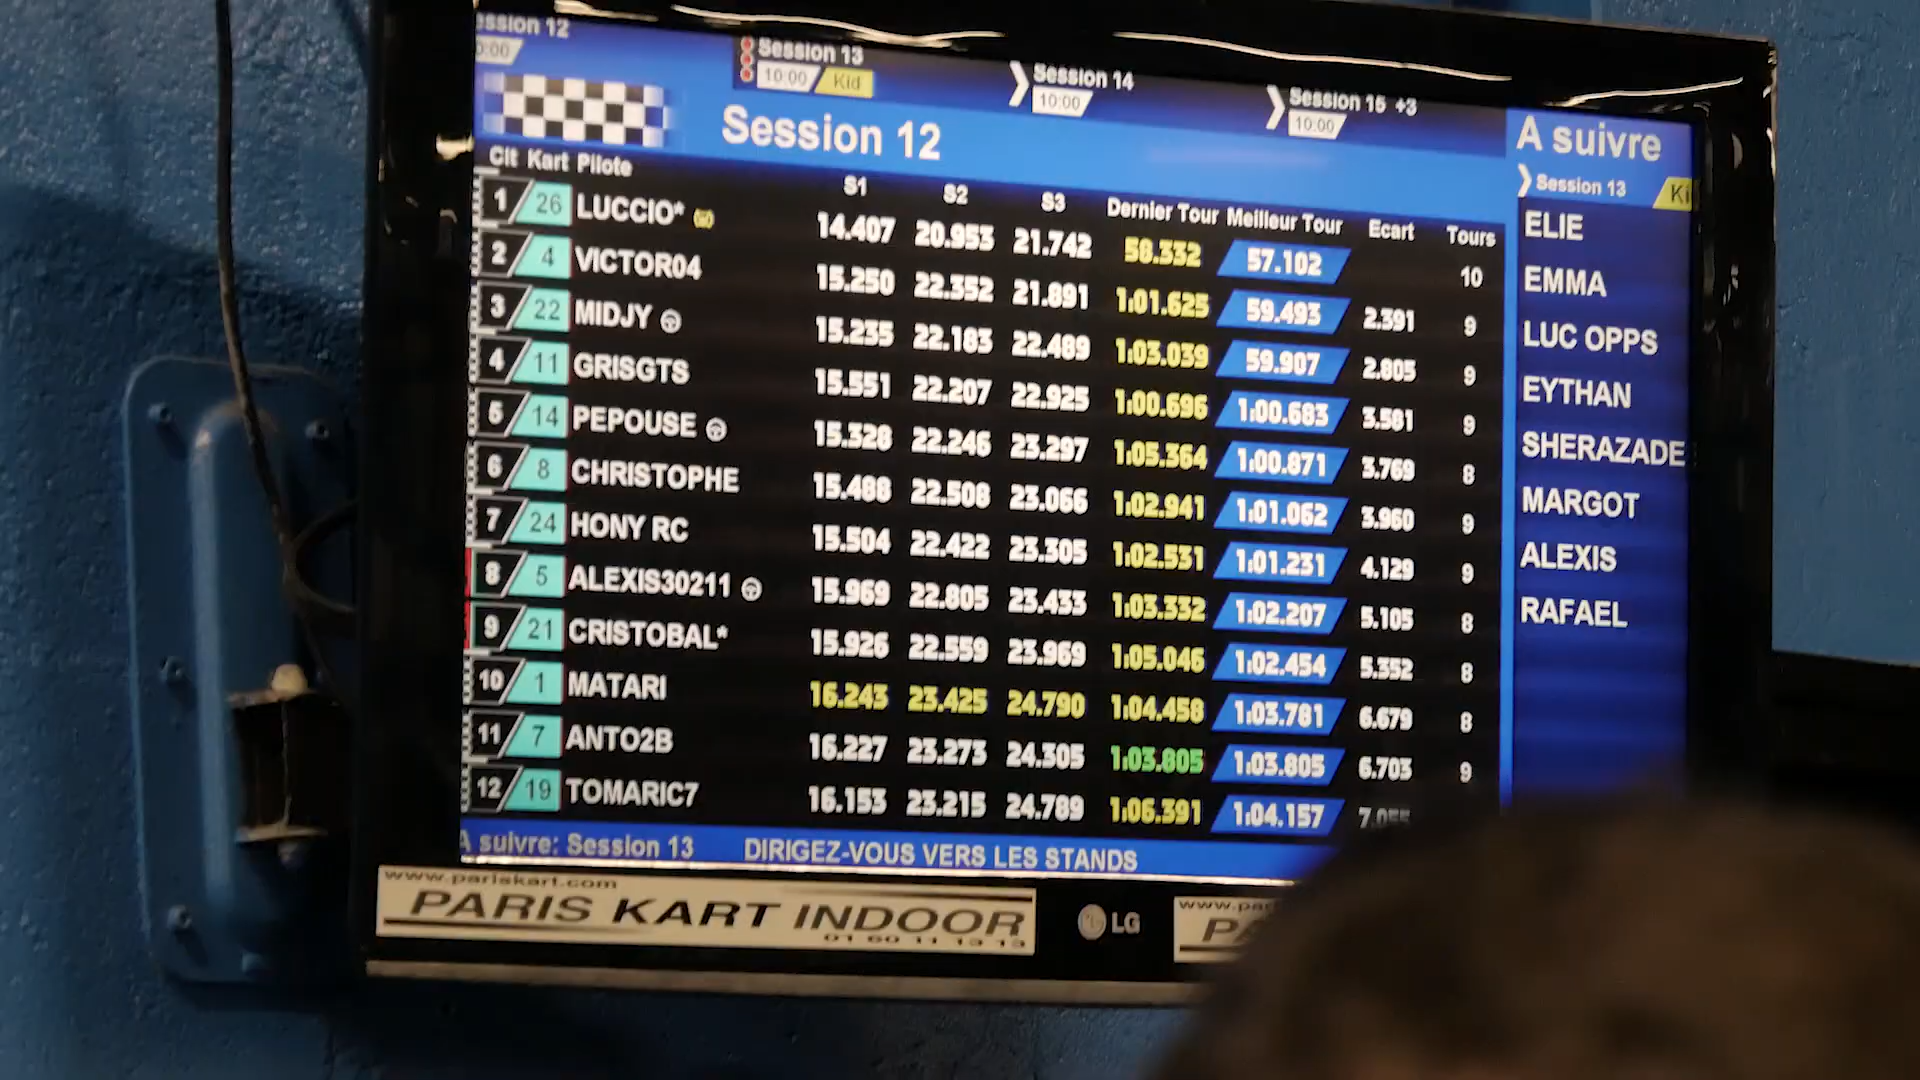 ession 12
0:00
Session 13
10:00 Kid
Session 14
10:00
Session 15 +3
10:00
Session 12
Clt Kart Pilote S1 S2 S3 Dernier Tour Meilleur Tour Ecart Tours
1 26 LUCCIO* 14.407 20.953 21.742 58.332 57.102 10
2 4 VICTOR04 15.250 22.352 21.891 1:01.625 59.493 2.391 9
3 22 MIDJY 15.235 22.183 22.489 1:03.039 59.907 2.805 9
4 11 GRISGTS 15.551 22.207 22.925 1:00.696 1:00.683 3.581 9
5 14 PEPOUSE 15.328 22.246 23.297 1:05.364 1:00.871 3.769 8
6 8 CHRISTOPHE 15.488 22.508 23.066 1:02.941 1:01.062 3.960 9
7 24 HONY RC 15.504 22.422 23.305 1:02.531 1:01.231 4.129 9
8 5 ALEXIS30211 15.969 22.805 23.433 1:03.332 1:02.207 5.105 8
9 21 CRISTOBAL* 15.926 22.559 23.969 1:05.046 1:02.454 5.352 8
10 1 MATARI 16.243 23.425 24.790 1:04.458 1:03.781 6.679 8
11 7 ANTO2B 16.227 23.273 24.305 1:03.805 1:03.805 6.703 9
12 19 TOMARIC7 16.153 23.215 24.789 1:06.391 1:04.157 7.055
A suivre: Session 13 DIRIGEZ-VOUS VERS LES STANDS
A suivre
Session 13 Ki
ELIE
EMMA
LUC OPPS
EYTHAN
SHERAZADE
MARGOT
ALEXIS
RAFAEL
www.pariskart.com
PARIS KART INDOOR
01 60 11 13 13
LG
www.par
PA